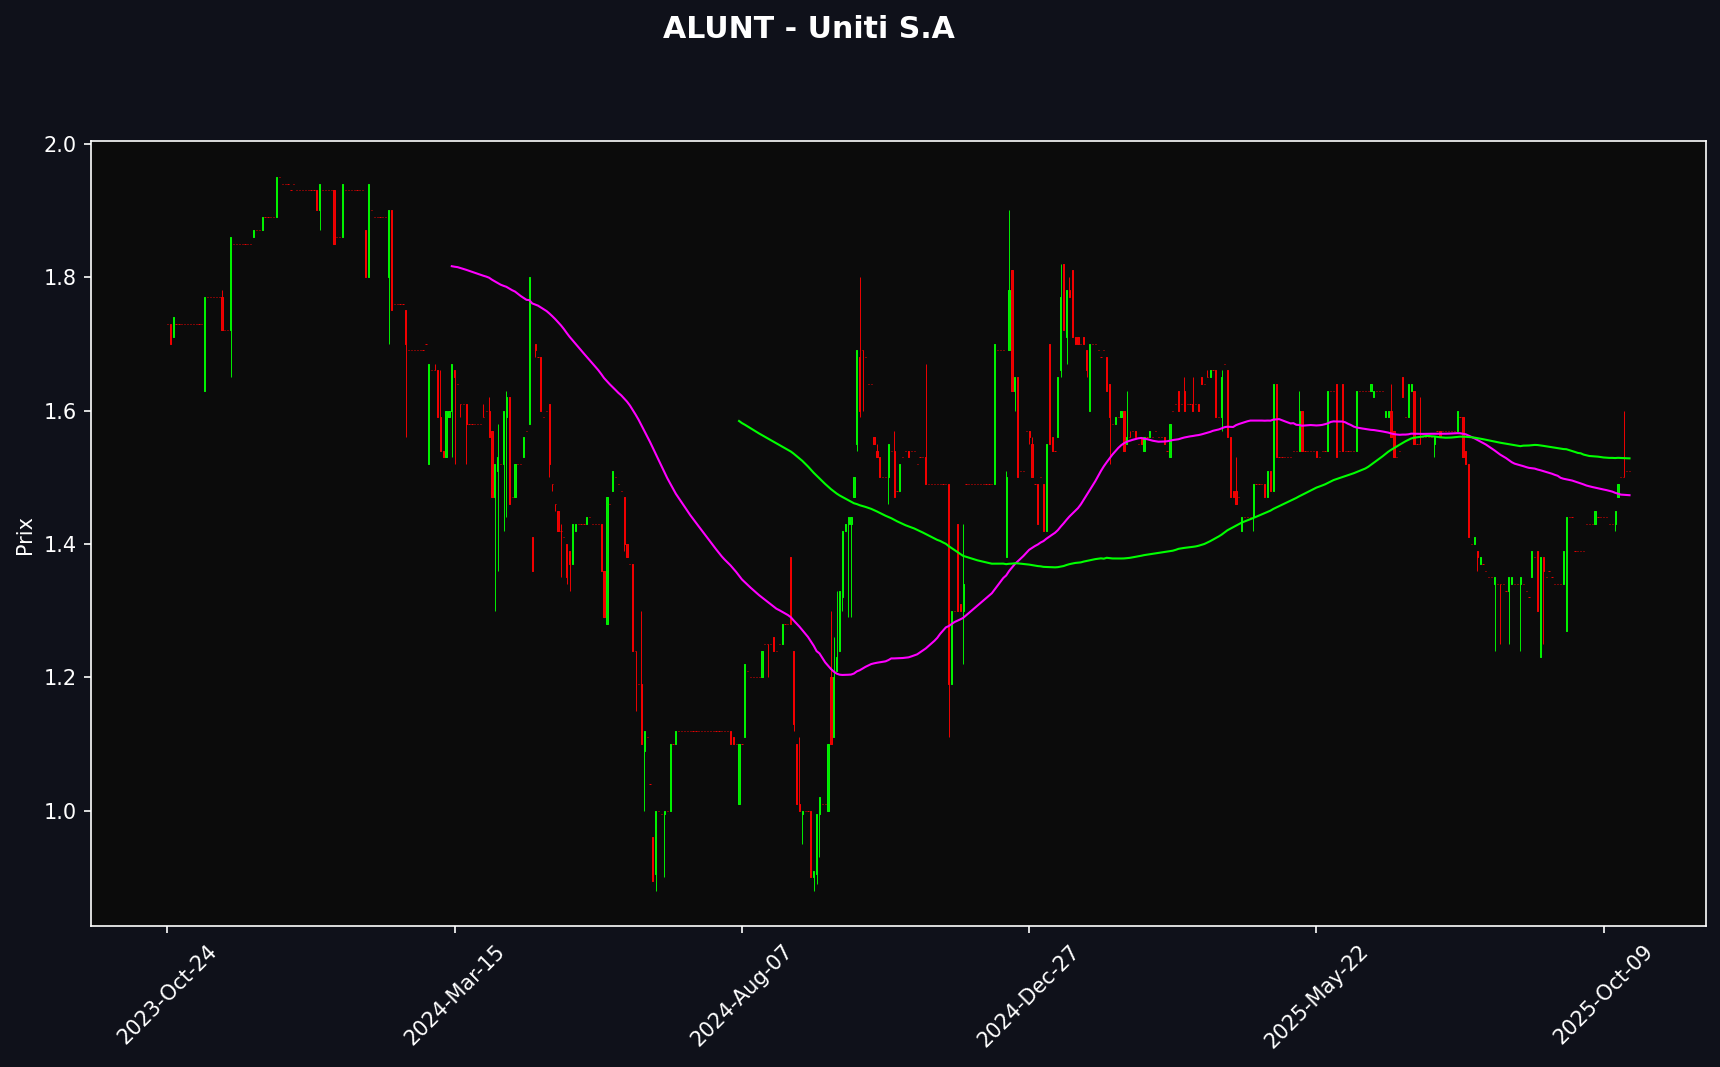 ALUNT - Uniti S.A
2.0
1.8
1.6
1.4
1.2
1.0
Prix
2023-Oct-24
2024-Mar-15
2024-Aug-07
2024-Dec-27
2025-May-22
2025-Oct-09